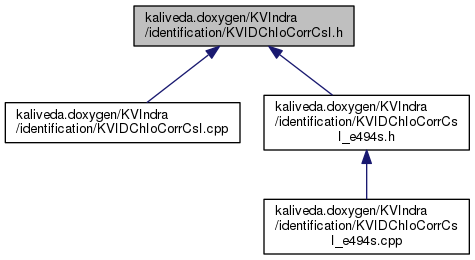 kaliveda.doxygen/KVIndra
/identification/KVIDChIoCorrCsI.h
kaliveda.doxygen/KVIndra
/identification/KVIDChIoCorrCsI.cpp
kaliveda.doxygen/KVIndra
/identification/KVIDChIoCorrCs
I_e494s.h
kaliveda.doxygen/KVIndra
/identification/KVIDChIoCorrCs
I_e494s.cpp